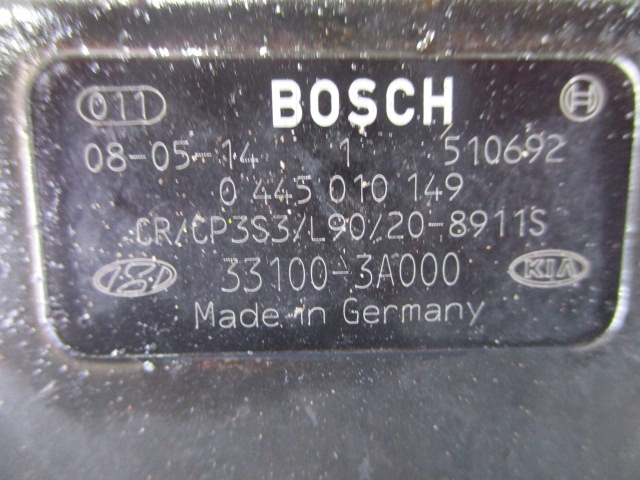 011 BOSCH
08-05-14 1 510692
0 445 010 149
CR/CP3S3/L90/20-8911S
33100-3A000 KIA
Made in Germany